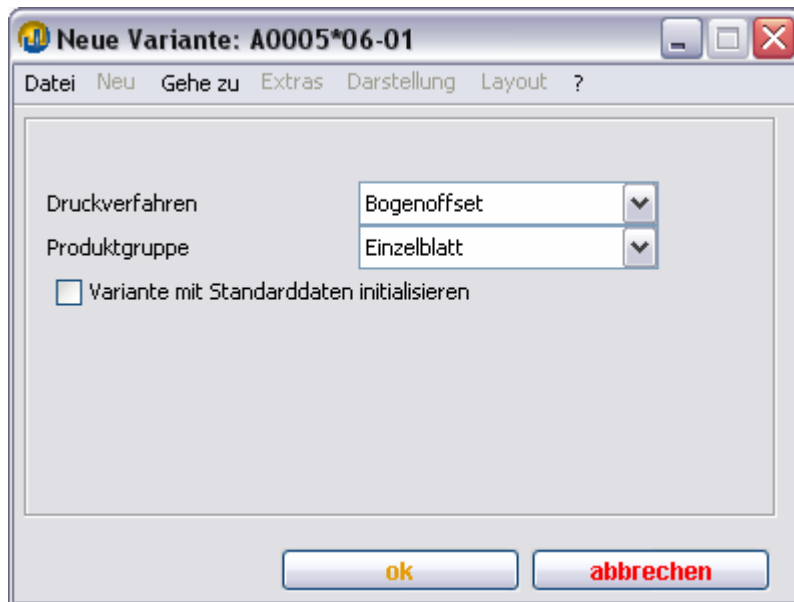 Neue Variante: A0005*06-01
Datei Neu Gehe zu Extras Darstellung Layout ?
Druckverfahren Bogenoffset
Produktgruppe Einzelblatt
Variante mit Standarddaten initialisieren
ok abbrechen